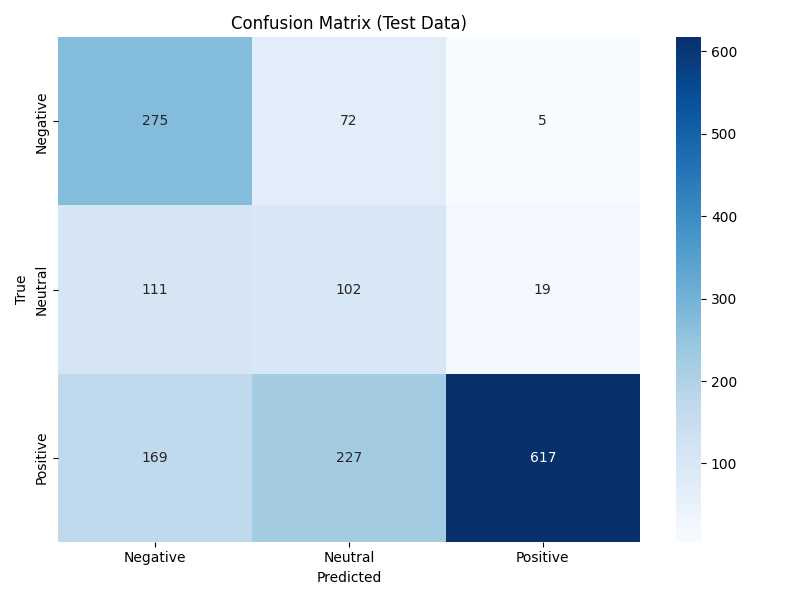 Confusion Matrix (Test Data)
True
Negative
275 72 5
Neutral
111 102 19
Positive
169 227 617
Negative Neutral Positive
Predicted
600
500
400
300
200
100